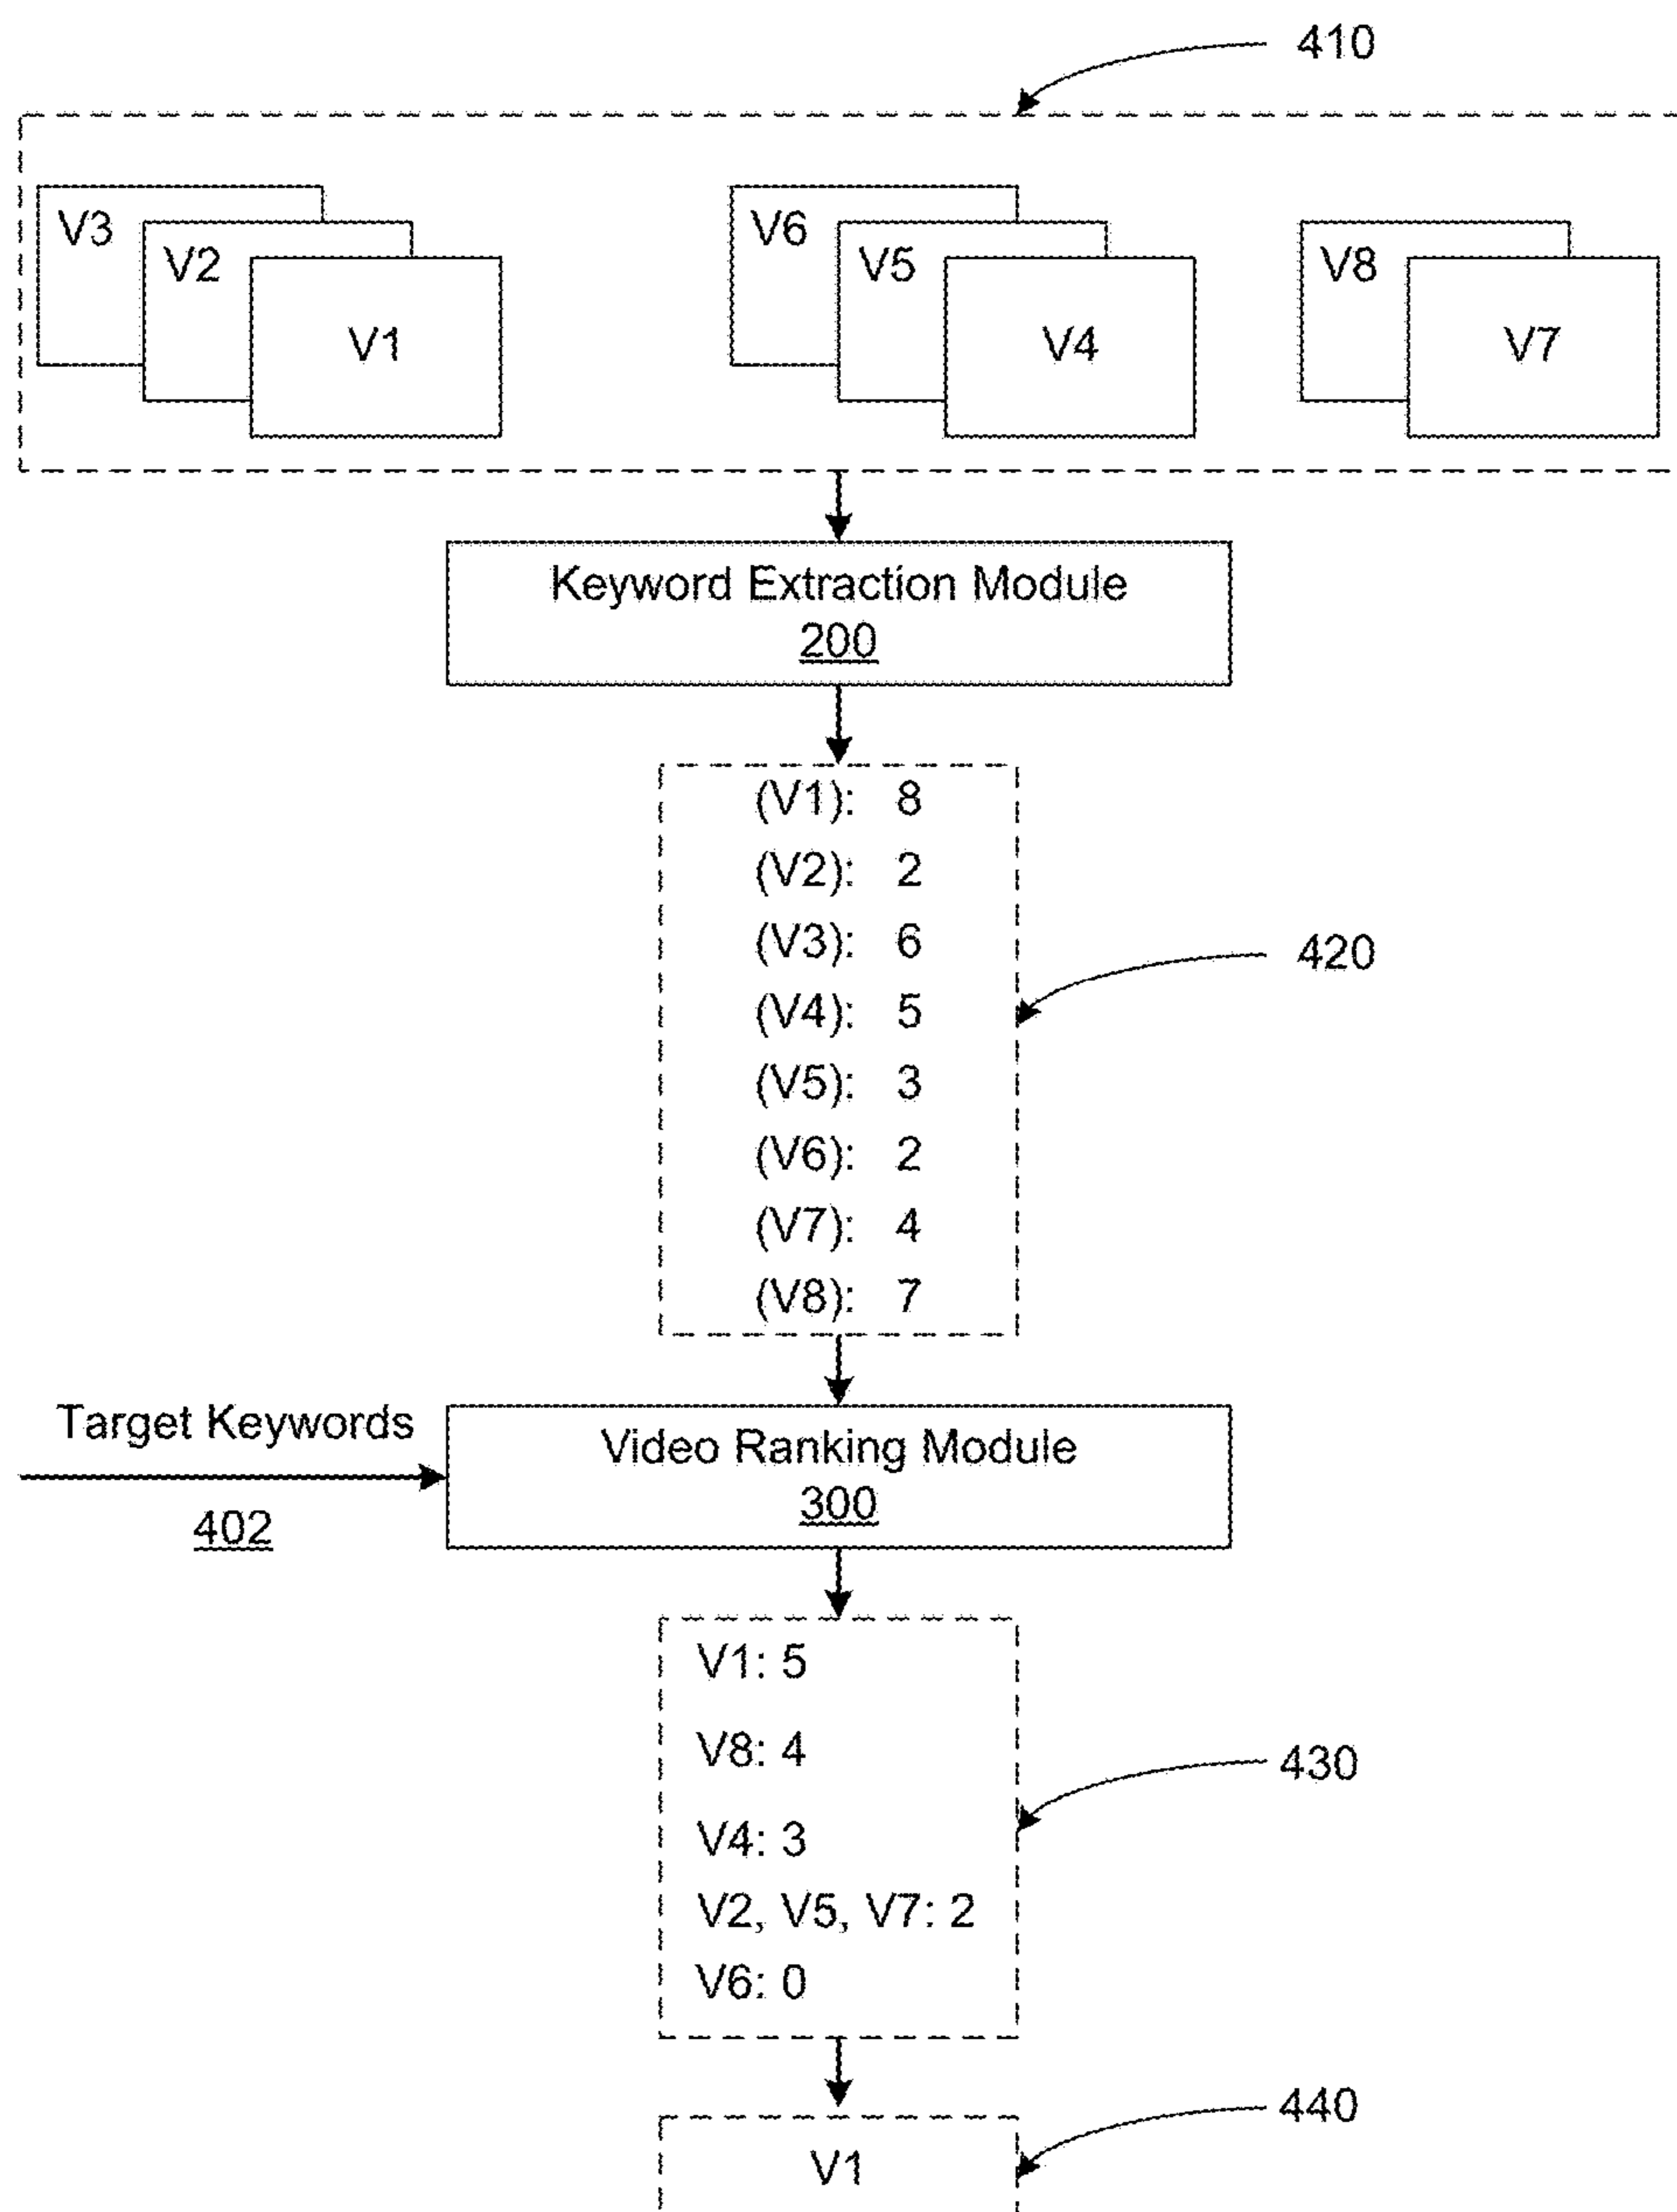 410
V3
V2
V1
V6
V5
V4
V8
V7
Keyword Extraction Module
200
(V1): 8
(V2): 2
(V3): 6
(V4): 5
(V5): 3
(V6): 2
(V7): 4
(V8): 7
420
Target Keywords
402
Video Ranking Module
300
V1: 5
V8: 4
V4: 3
V2, V5, V7: 2
V6: 0
430
440
V1